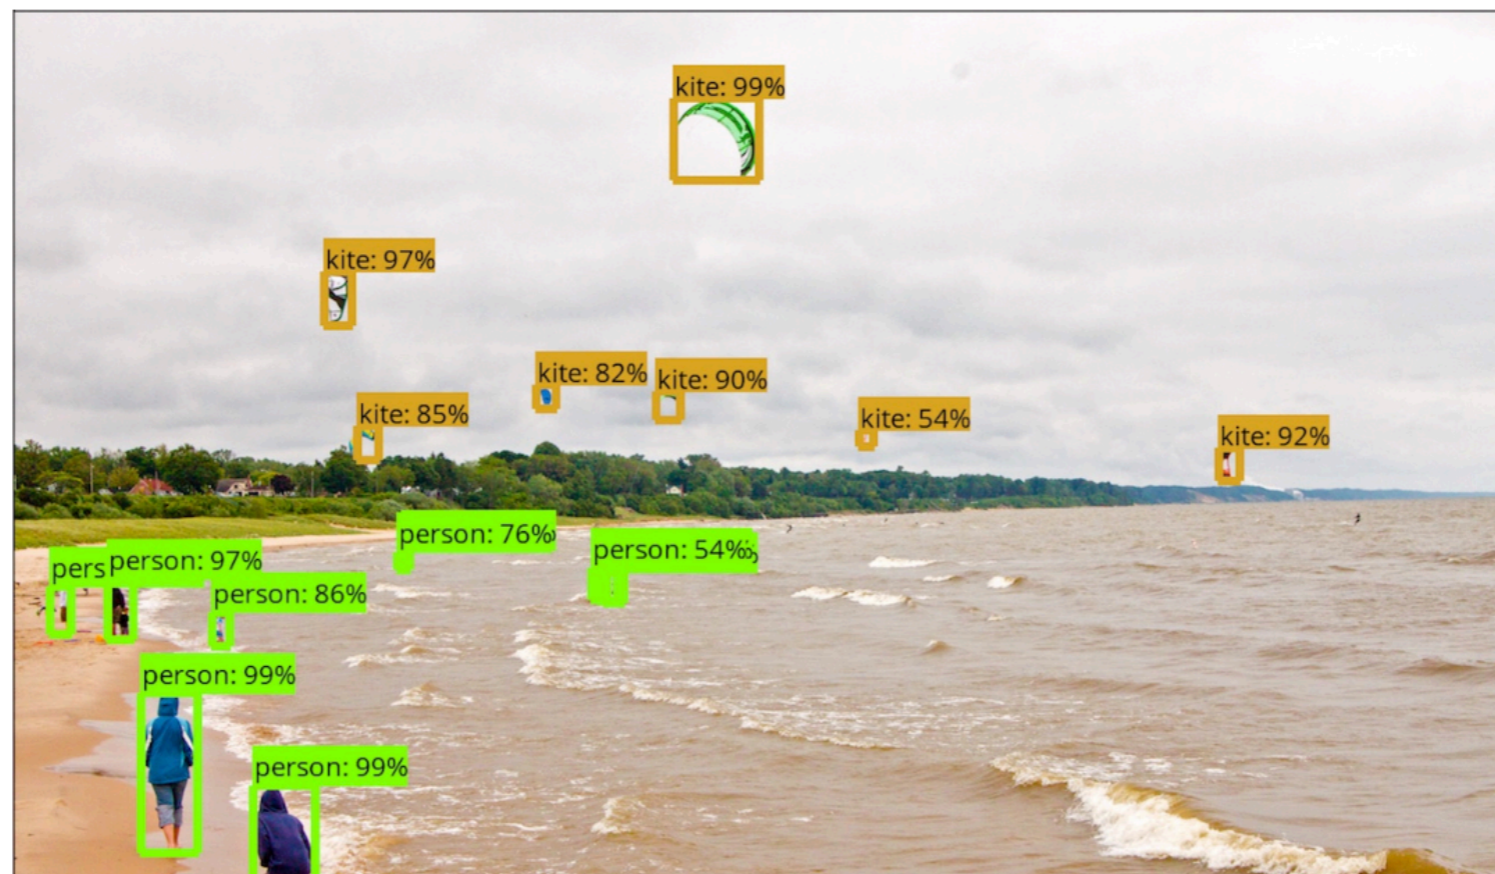 kite: 99%
kite: 97%
kite: 82%
kite: 90%
kite: 85%
kite: 54%
kite: 92%
person: 76%
person: 54%
pers
person: 97%
person: 86%
person: 99%
person: 99%